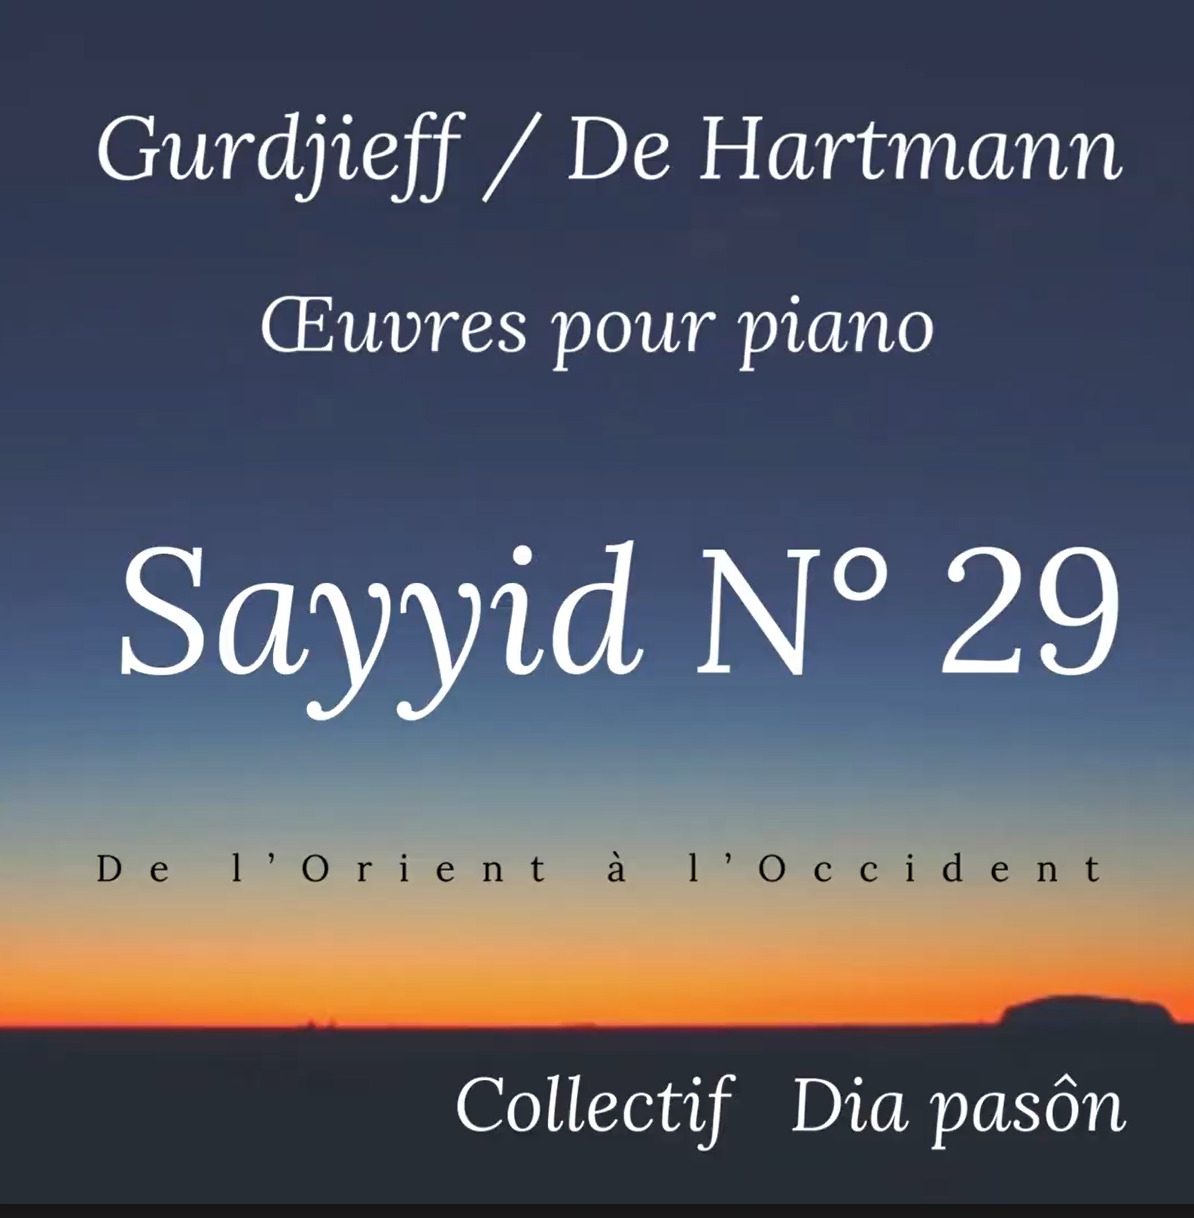 Gurdjieff / De Hartmann
Œuvres pour piano
Sayyid N° 29
De l’Orient à l’Occident
Collectif Dia pasôn